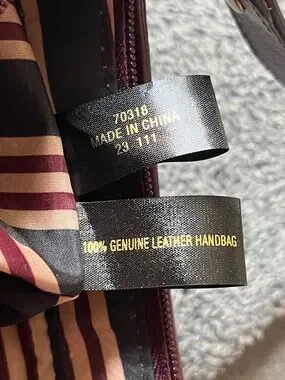 70318
MADE IN CHINA
23 111
100% GENUINE LEATHER HANDBAG